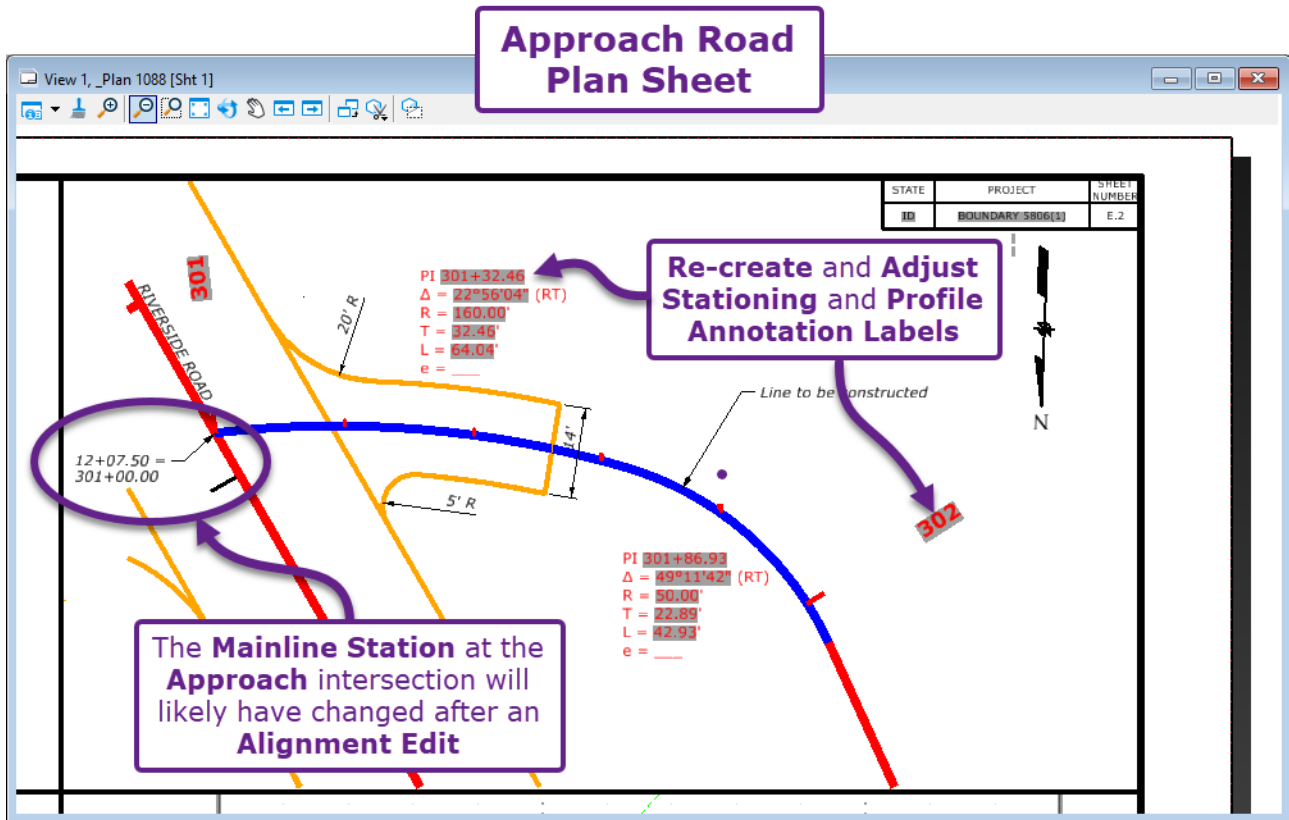 Approach Road
Plan Sheet
View 1, _Plan 1088 [Sht 1]
STATE
PROJECT
SHEET
NUMBER
ID
BOUNDARY 5806(1)
E.2
301
RIVERSIDE ROAD
20' R
PI 301+32.46
Δ = 22°56'04" (RT)
R = 160.00'
T = 32.46'
L = 64.04'
e = ___
Re-create and Adjust
Stationing and Profile
Annotation Labels
N
Line to be constructed
14'
12+07.50 =
301+00.00
5' R
302
PI 301+86.93
Δ = 49°11'42" (RT)
R = 50.00'
T = 22.89'
L = 42.93'
e = ___
The Mainline Station at the
Approach intersection will
likely have changed after an
Alignment Edit